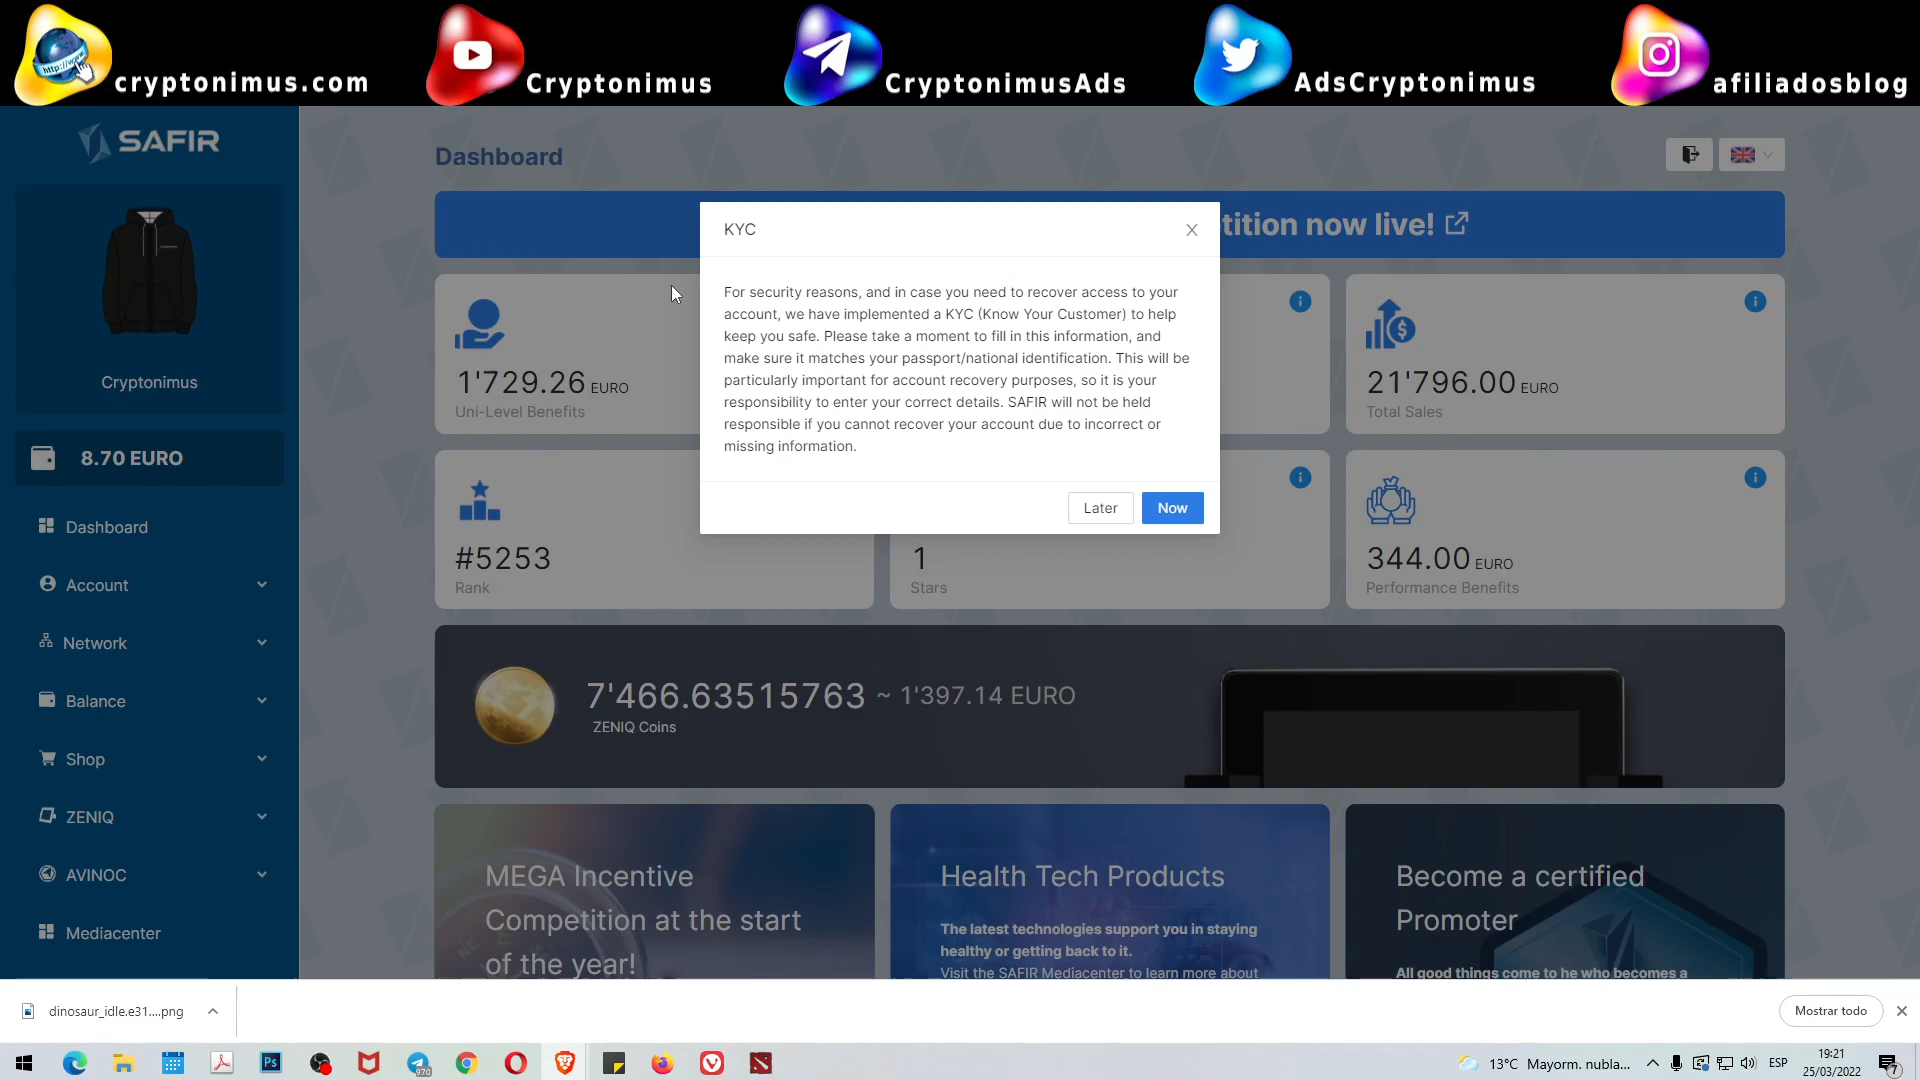 cryptonimus.com
Cryptonimus
CryptonimusAds
AdsCryptonimus
afiliadosblog
SAFIR
Cryptonimus
8.70 EURO
Dashboard
Account
Network
Balance
Shop
ZENIQ
AVINOC
Mediacenter
Dashboard
tition now live!
KYC
For security reasons, and in case you need to recover access to your
account, we have implemented a KYC (Know Your Customer) to help
keep you safe. Please take a moment to fill in this information, and
make sure it matches your passport/national identification. This will be
particularly important for account recovery purposes, so it is your
responsibility to enter your correct details. SAFIR will not be held
responsible if you cannot recover your account due to incorrect or
missing information.
Later
Now
1'729.26 EURO
Uni-Level Benefits
21'796.00 EURO
Total Sales
#5253
Rank
1
Stars
344.00 EURO
Performance Benefits
7'466.63515763 ~ 1'397.14 EURO
ZENIQ Coins
MEGA Incentive
Competition at the start
of the year!
Health Tech Products
The latest technologies support you in staying
healthy or getting back to it.
Visit the SAFIR Mediacenter to learn more about
Become a certified
Promoter
All good things come to he who becomes a
dinosaur_idle.e31....png
Mostrar todo
13°C Mayorm. nubla...
ESP
19:21
25/03/2022